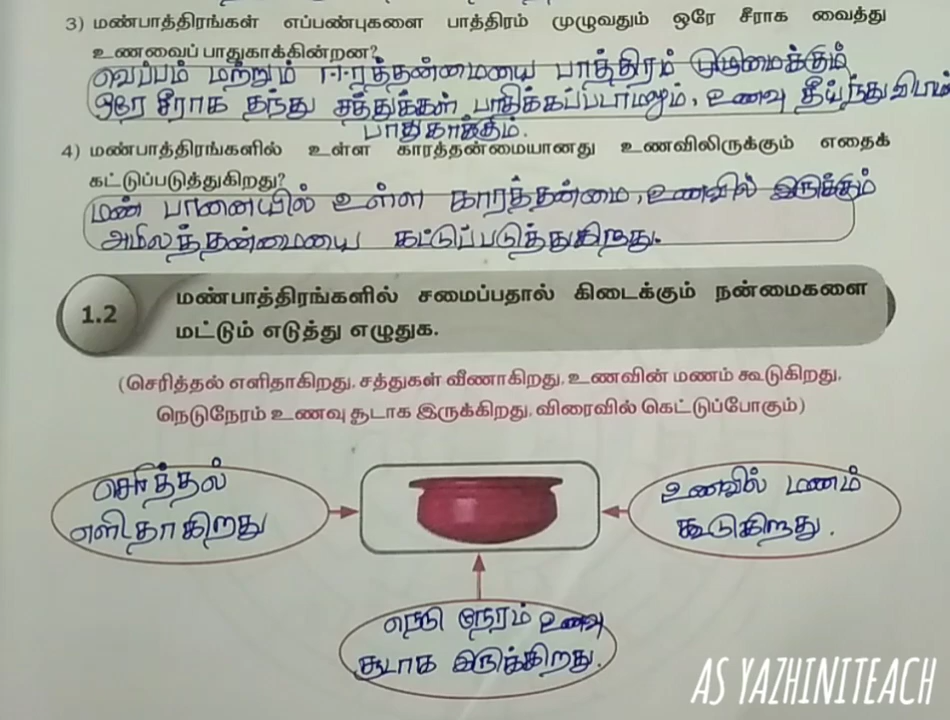 3) மண்பாத்திரங்கள் எப்பண்புகளை பாத்திரம் முழுவதும் ஒரே சீராக வைத்து
உணவைப் பாதுகாக்கின்றன?
வெப்பம் மற்றும் ஈரத்தன்மையை பாத்திரம் முழுமைக்கும்
ஒரே சீராக தந்து சத்துக்கள் பாதிக்கப்படாமலும், உணவு தீய்ந்து விடாமல்
பாதுகாக்கும்.
4) மண்பாத்திரங்களில் உள்ள காரத்தன்மையானது உணவிலிருக்கும் எதைக்
கட்டுப்படுத்துகிறது?
மண் பானையில் உள்ள காரத்தன்மை, உணவில் இருக்கும்
அமிலத்தன்மையை கட்டுப்படுத்துகிறது.
1.2 மண்பாத்திரங்களில் சமைப்பதால் கிடைக்கும் நன்மைகளை
மட்டும் எடுத்து எழுதுக.
(செரித்தல் எளிதாகிறது, சத்துகள் வீணாகிறது, உணவின் மணம் கூடுகிறது,
நெடுநேரம் உணவு சூடாக இருக்கிறது, விரைவில் கெட்டுப்போகும்)
செரித்தல்
எளிதாகிறது
உணவில் மணம்
கூடுகிறது.
நெடு நேரம் உணவு
சூடாக இருக்கிறது.
AS YAZHINITEACH